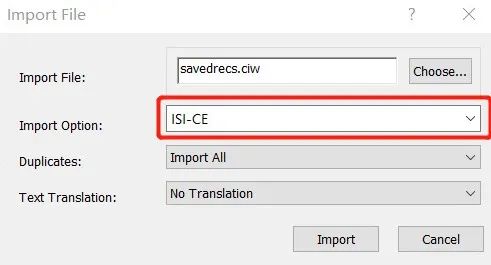 Import File
?
Import File: savedrecs.ciw Choose...
Import Option: ISI-CE
Duplicates: Import All
Text Translation: No Translation
Import Cancel